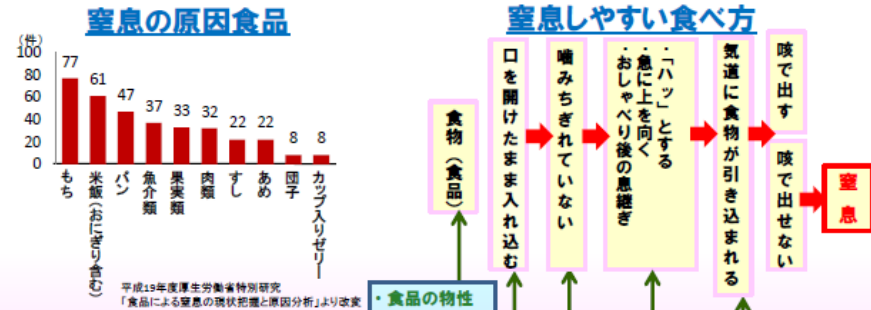 窒息の原因食品
(件)
100
80
60
40
20
0
77
61
47
37
33
32
22
22
8
8
もち
米飯(おにぎり含む)
パン
魚介類
果実類
肉類
すし
あめ
団子
カップ入りゼリー
平成19年度厚生労働省特別研究
「食品による窒息の現状把握と原因分析」より改変
窒息しやすい食べ方
食物(食品)
口を開けたまま入れ込む
噛みちぎれていない
・「ハッ」とする
・急に上を向く
・おしゃべり後の息継ぎ
気道に食物が引き込まれる
咳で出す
咳で出せない
窒息
・食品の物性